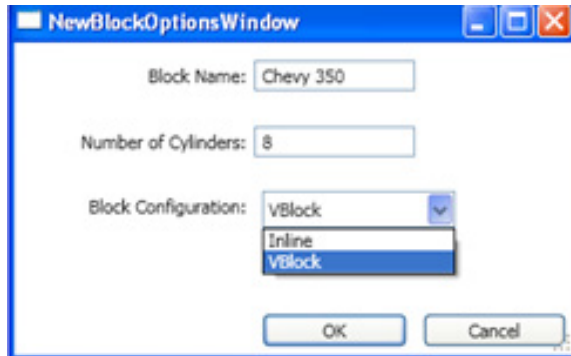 NewBlockOptionsWindow
Block Name: Chevy 350
Number of Cylinders: 8
Block Configuration: VBlock
Inline
VBlock
OK Cancel